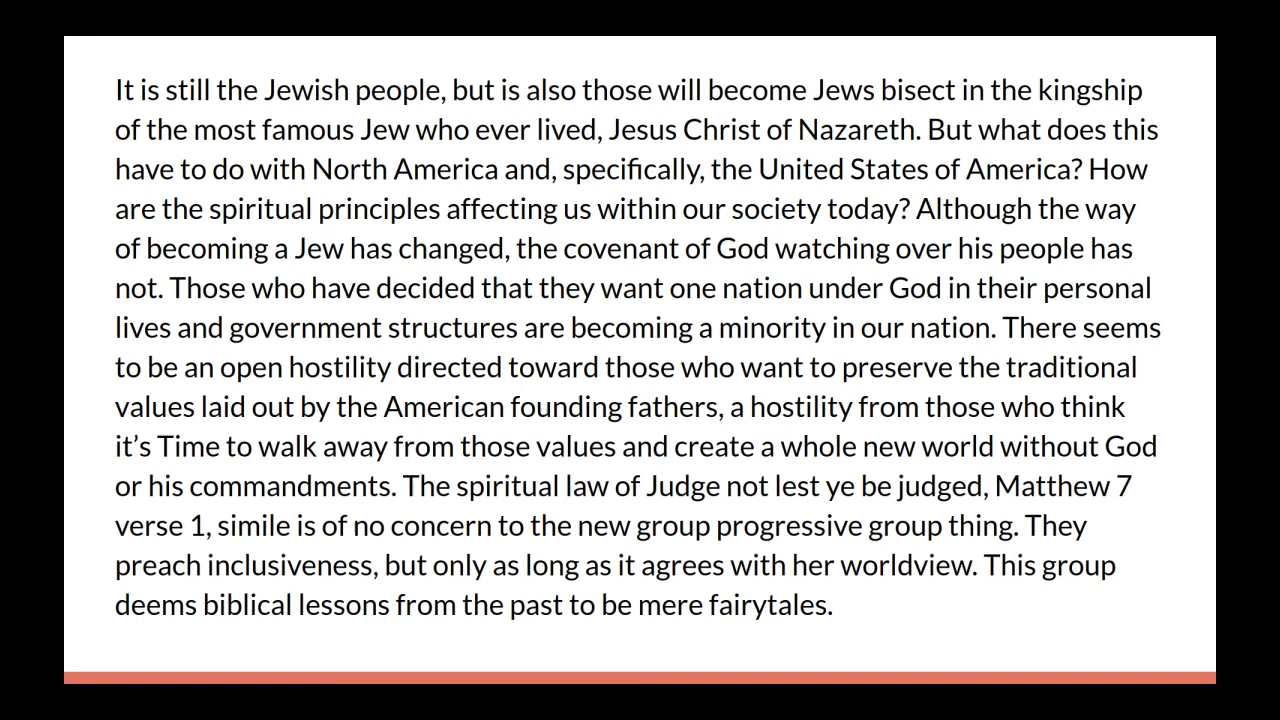 It is still the Jewish people, but is also those will become Jews bisect in the kingship
of the most famous Jew who ever lived, Jesus Christ of Nazareth. But what does this
have to do with North America and, specifically, the United States of America? How
are the spiritual principles affecting us within our society today? Although the way
of becoming a Jew has changed, the covenant of God watching over his people has
not. Those who have decided that they want one nation under God in their personal
lives and government structures are becoming a minority in our nation. There seems
to be an open hostility directed toward those who want to preserve the traditional
values laid out by the American founding fathers, a hostility from those who think
it’s Time to walk away from those values and create a whole new world without God
or his commandments. The spiritual law of Judge not lest ye be judged, Matthew 7
verse 1, simile is of no concern to the new group progressive group thing. They
preach inclusiveness, but only as long as it agrees with her worldview. This group
deems biblical lessons from the past to be mere fairytales.